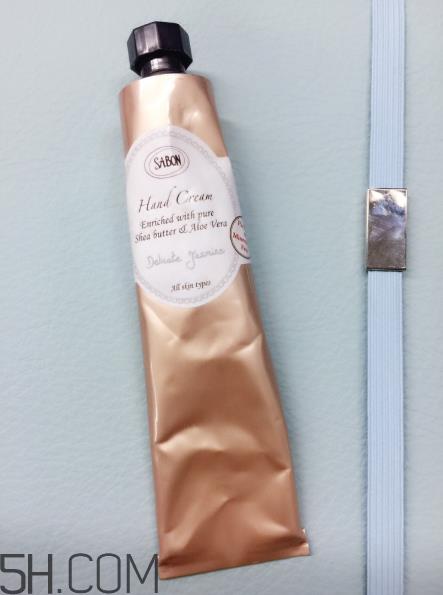 SABON
Hand Cream
Enriched with pure
Shea butter & Aloe Vera
Delicate Jasmine
All skin types
5H.COM